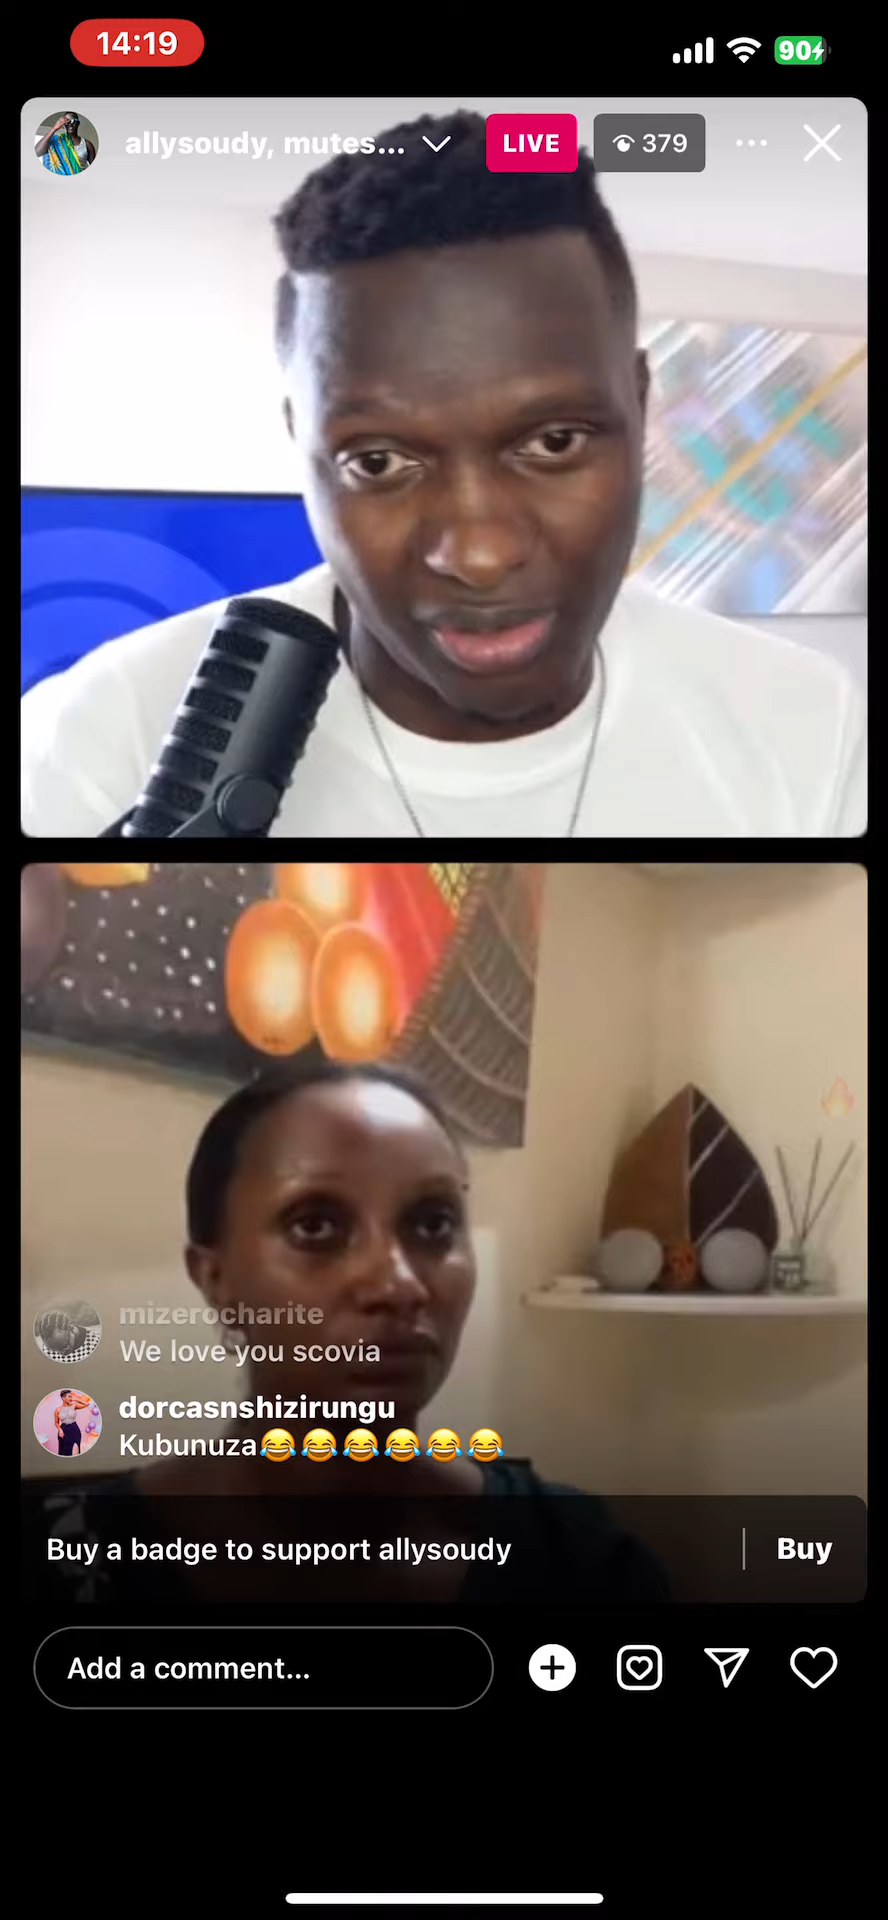 14:19
90
allysoudy, mutes...
LIVE
379
mizerocharite
We love you scovia
dorcasnshizirungu
Kubunuza😂😂😂😂😂😂
Buy a badge to support allysoudy
Buy
Add a comment...